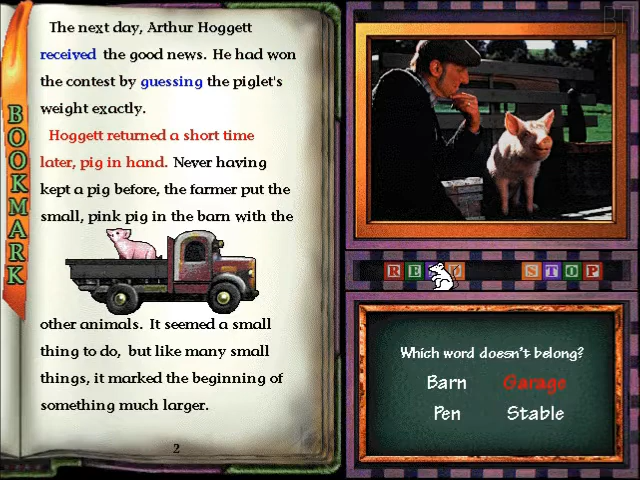 The next day, Arthur Hoggett
received the good news. He had won
the contest by guessing the piglet's
weight exactly.
Hoggett returned a short time
later, pig in hand. Never having
kept a pig before, the farmer put the
small, pink pig in the barn with the
other animals. It seemed a small
thing to do, but like many small
things, it marked the beginning of
something much larger.
2
BOOKMARK
READ STOP
Which word doesn't belong?
Barn Garage
Pen Stable